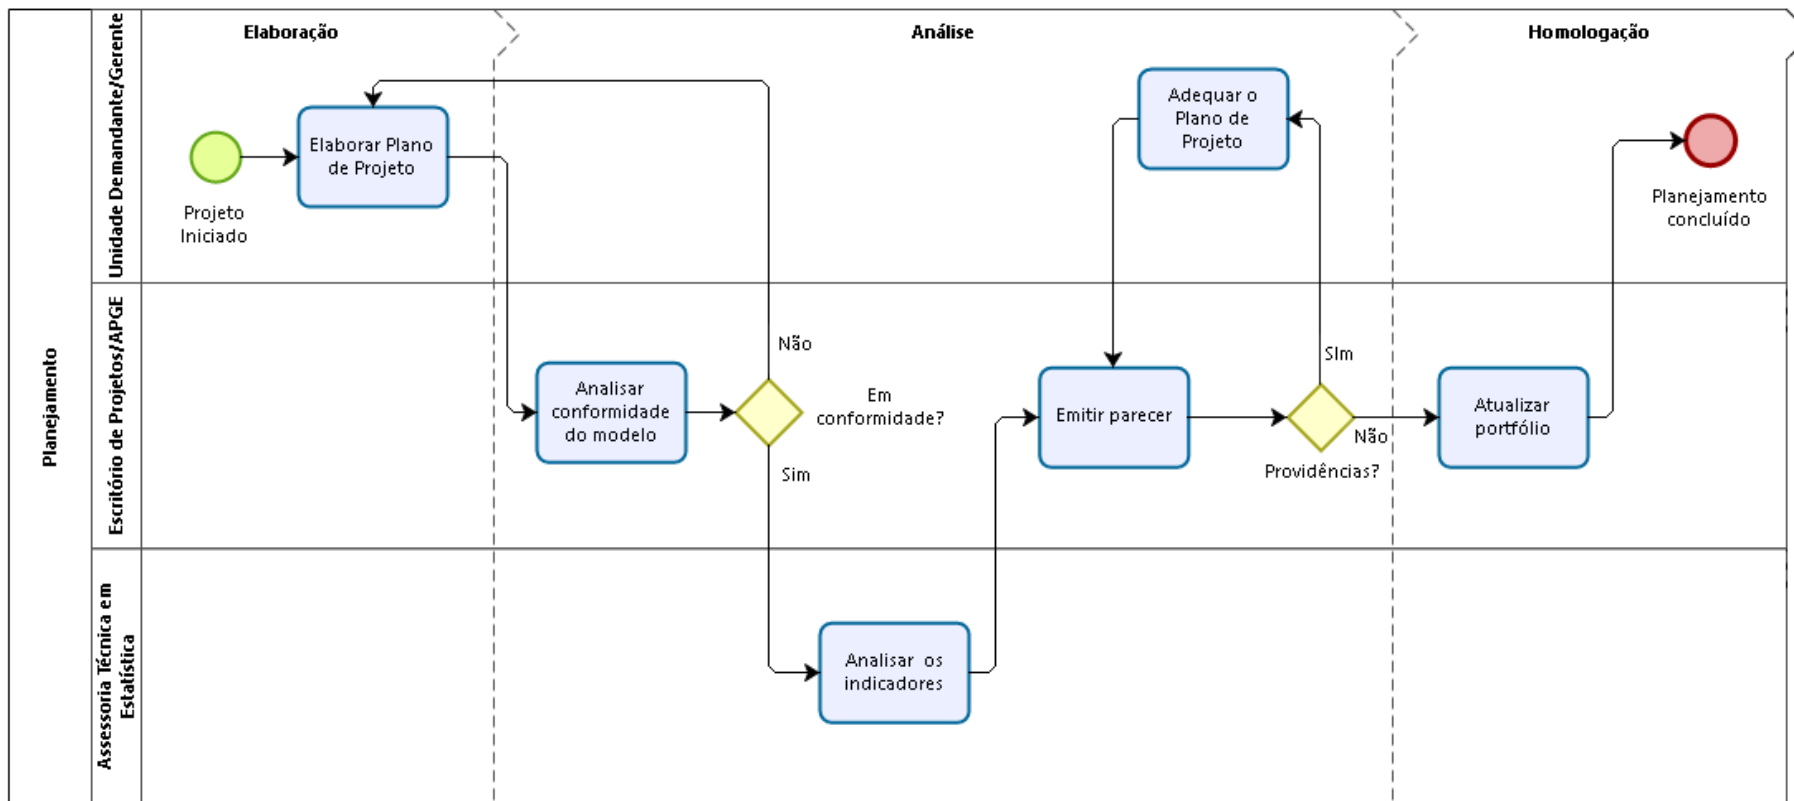 Elaboração
Análise
Homologação
Planejamento
Unidade Demandante/Gerente
Projeto
Iniciado
Elaborar Plano
de Projeto
Adequar o
Plano de
Projeto
Planejamento
concluído
Escritório de Projetos/APGE
Analisar
conformidade
do modelo
Não
Em
conformidade?
Sim
Emitir parecer
SIm
Não
Providências?
Atualizar
portfólio
Assessoria Técnica em
Estatística
Analisar os
indicadores